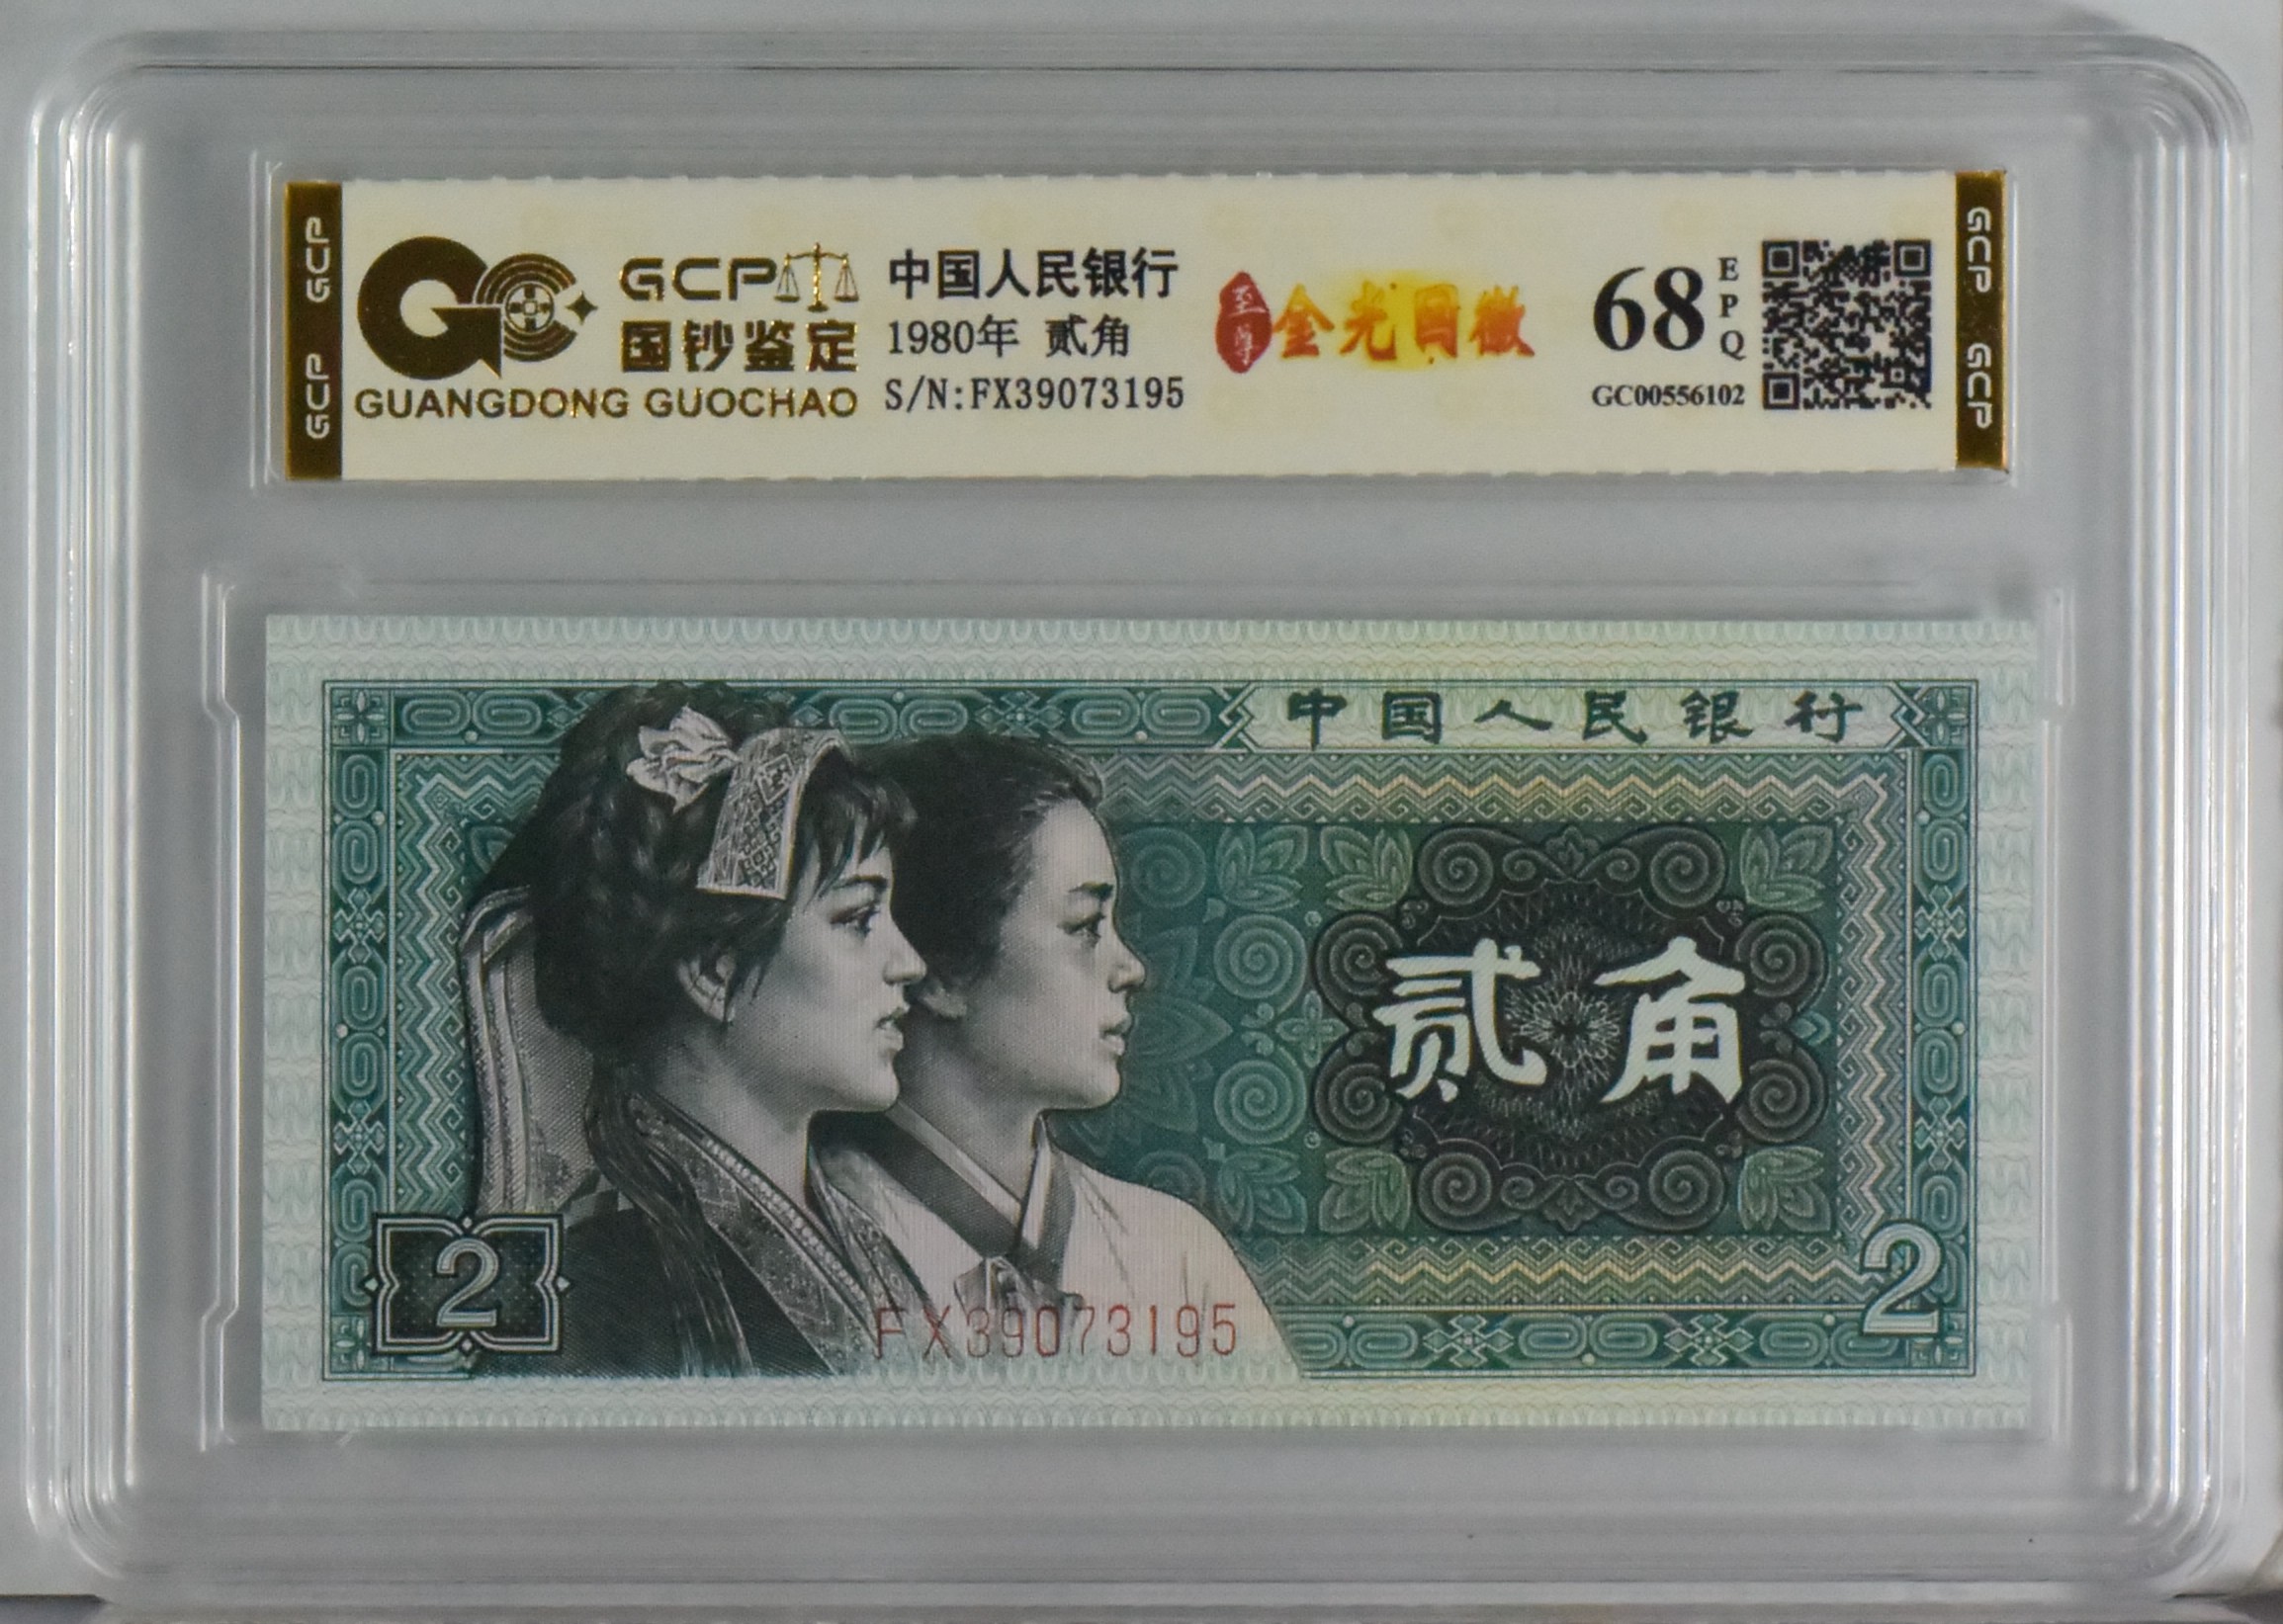 GCP GCP
GCP
国钞鉴定
GUANGDONG GUOCHAO
中国人民银行
1980年 贰角
S/N:FX39073195
至尊
金光国徽
68
EPQ
GC00556102
GCP GCP
中国人民银行
贰角
2
2
FX39073195